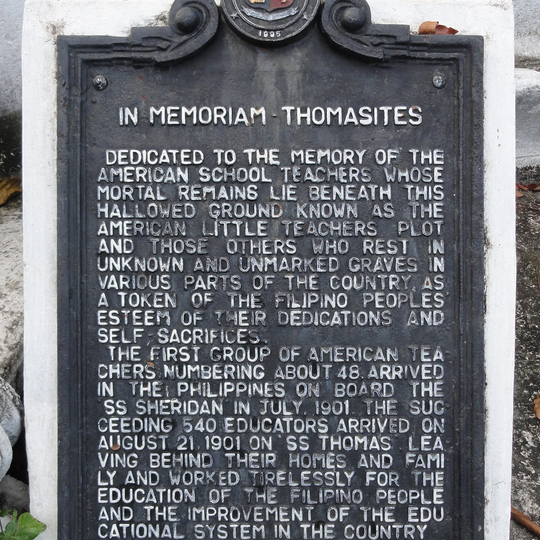 1995
IN MEMORIAM - THOMASITES
DEDICATED TO THE MEMORY OF THE
AMERICAN SCHOOL TEACHERS WHOSE
MORTAL REMAINS LIE BENEATH THIS
HALLOWED GROUND KNOWN AS THE
AMERICAN LITTLE TEACHERS PLOT
AND THOSE OTHERS WHO REST IN
UNKNOWN AND UNMARKED GRAVES IN
VARIOUS PARTS OF THE COUNTRY, AS
A TOKEN OF THE FILIPINO PEOPLES'
ESTEEM OF THEIR DEDICATIONS AND
SELF SACRIFICES.
THE FIRST GROUP OF AMERICAN TEA
CHERS NUMBERING ABOUT 48. ARRIVED
IN THE PHILIPPINES ON BOARD THE
SS SHERIDAN IN JULY, 1901. THE SUC
CEEDING 540 EDUCATORS ARRIVED ON
AUGUST 21, 1901 ON SS THOMAS LEA
VING BEHIND THEIR HOMES AND FAMI
LY AND WORKED TIRELESSLY FOR THE
EDUCATION OF THE FILIPINO PEOPLE
AND THE IMPROVEMENT OF THE EDU
CATIONAL SYSTEM IN THE COUNTRY